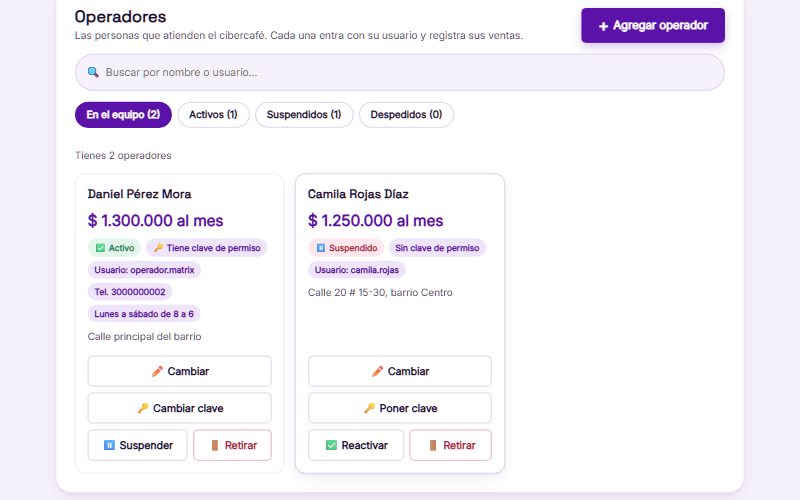 Operadores
Las personas que atienden el cibercafé. Cada una entra con su usuario y registra sus ventas.
+ Agregar operador
Buscar por nombre o usuario...
En el equipo (2)
Activos (1)
Suspendidos (1)
Despedidos (0)
Tienes 2 operadores
Daniel Pérez Mora
$ 1.300.000 al mes
Activo
Tiene clave de permiso
Usuario: operador.matrix
Tel. 3000000002
Lunes a sábado de 8 a 6
Calle principal del barrio
Cambiar
Cambiar clave
Suspender
Retirar
Camila Rojas Díaz
$ 1.250.000 al mes
Suspendido
Sin clave de permiso
Usuario: camila.rojas
Calle 20 # 15-30, barrio Centro
Cambiar
Poner clave
Reactivar
Retirar